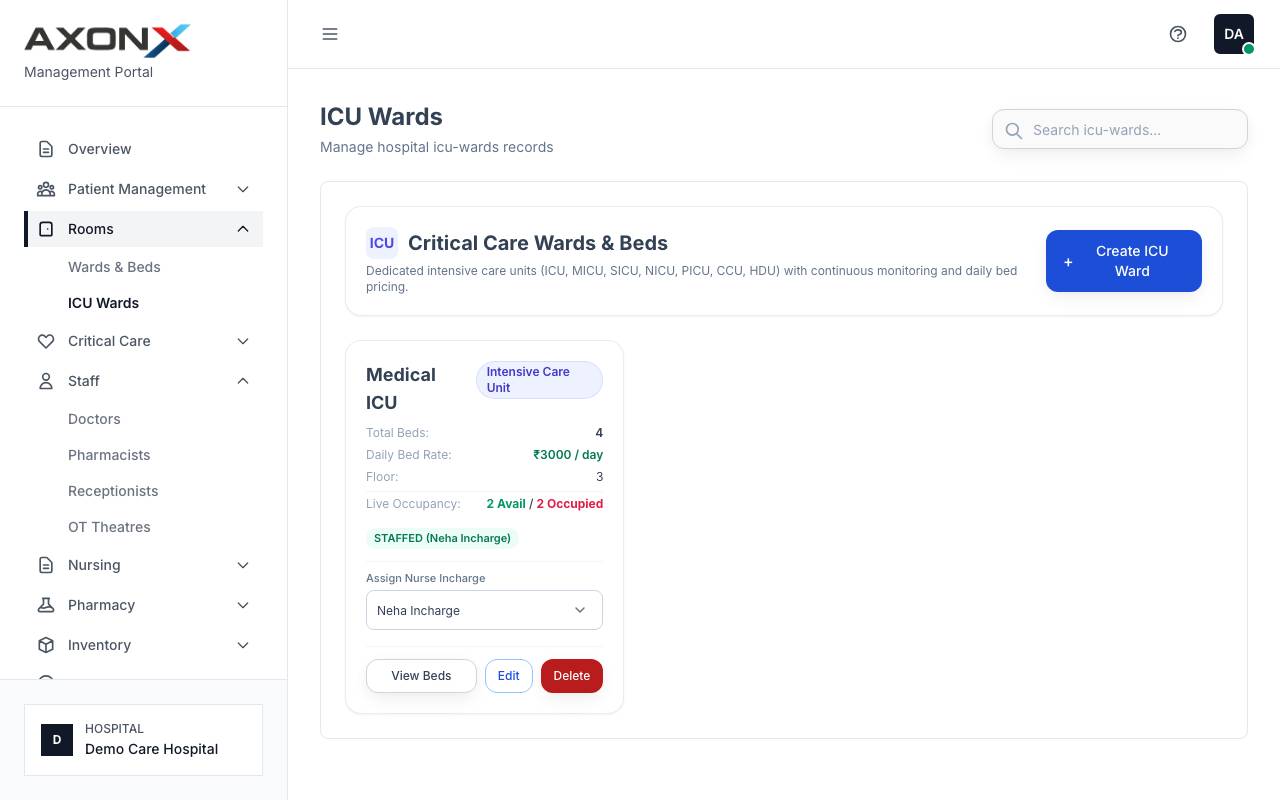 AXONX
Management Portal
Overview
Patient Management
Rooms
Wards & Beds
ICU Wards
Critical Care
Staff
Doctors
Pharmacists
Receptionists
OT Theatres
Nursing
Pharmacy
Inventory
D
HOSPITAL
Demo Care Hospital
DA
ICU Wards
Manage hospital icu-wards records
Search icu-wards...
ICU Critical Care Wards & Beds
Dedicated intensive care units (ICU, MICU, SICU, NICU, PICU, CCU, HDU) with continuous monitoring and daily bed
pricing.
+ Create ICU
Ward
Medical
ICU
Intensive Care
Unit
Total Beds: 4
Daily Bed Rate: ₹3000 / day
Floor: 3
Live Occupancy: 2 Avail / 2 Occupied
STAFFED (Neha Incharge)
Assign Nurse Incharge
Neha Incharge
View Beds Edit Delete